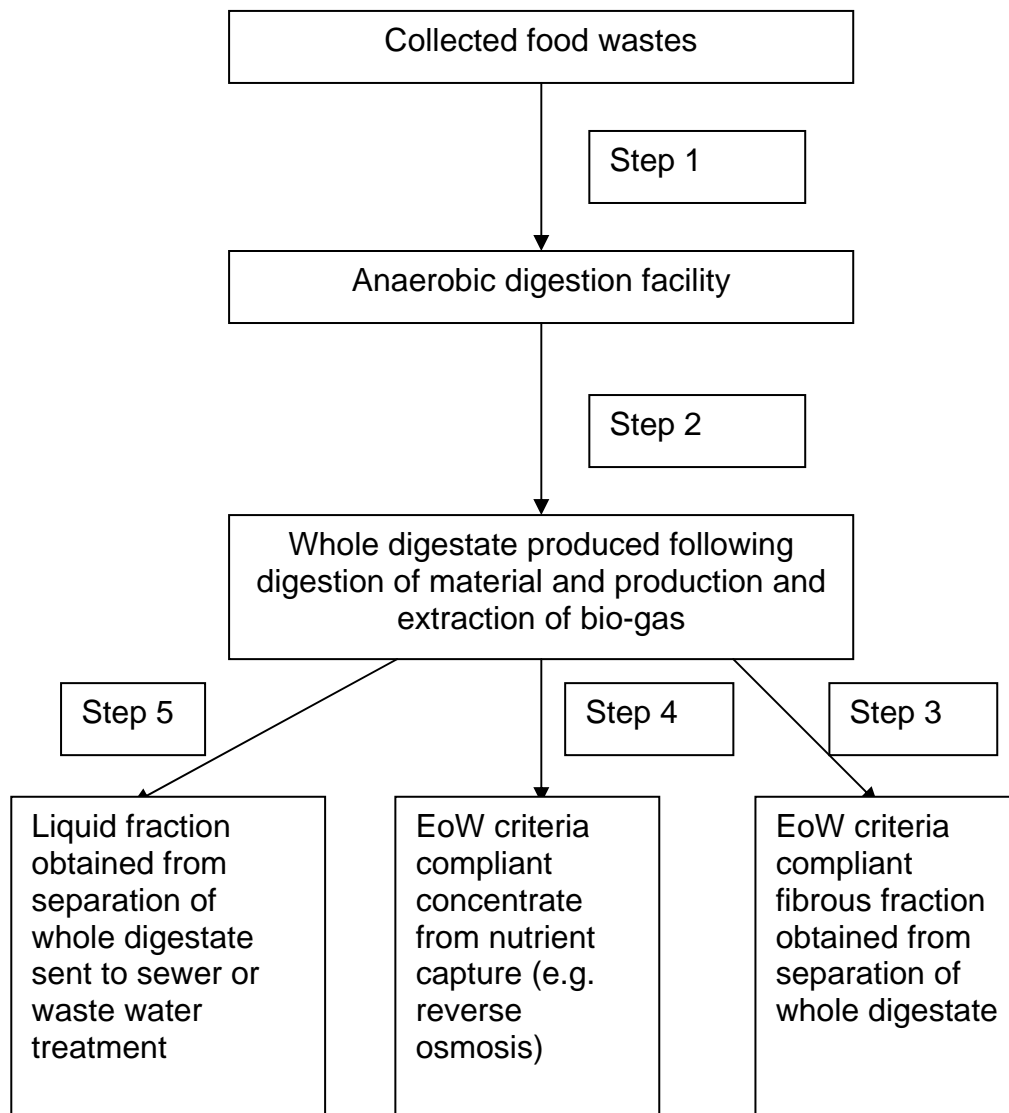 Collected food wastes
Step 1
Anaerobic digestion facility
Step 2
Whole digestate produced following
digestion of material and production and
extraction of bio-gas
Step 5
Step 4
Step 3
Liquid fraction
obtained from
separation of
whole digestate
sent to sewer or
waste water
treatment
EoW criteria
compliant
concentrate
from nutrient
capture (e.g.
reverse
osmosis)
EoW criteria
compliant
fibrous fraction
obtained from
separation of
whole digestate